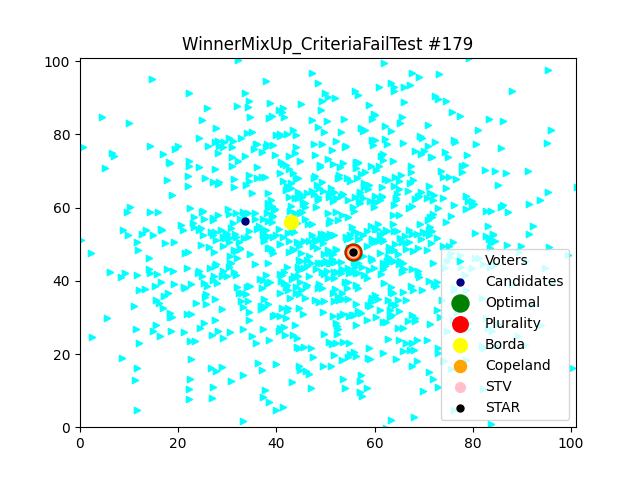 WinnerMixUp_CriteriaFailTest #179
100
80
60
40
20
0
0
20
40
60
80
100
Voters
Candidates
Optimal
Plurality
Borda
Copeland
STV
STAR